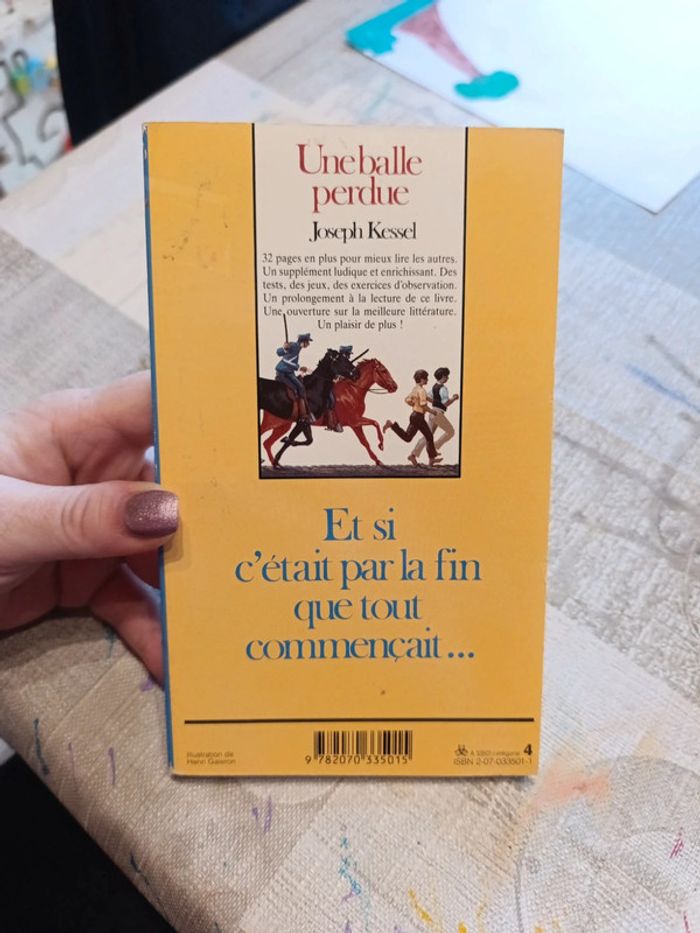 Une balle
perdue
Joseph Kessel
32 pages en plus pour mieux lire les autres.
Un supplément ludique et enrichissant. Des
tests, des jeux, des exercices d'observation.
Un prolongement à la lecture de ce livre.
Une ouverture sur la meilleure littérature.
Un plaisir de plus !
Et si
c'était par la fin
que tout
commençait...
Illustration de
Henri Galeron
9 782070 335015
A 33501 catégorie 4
ISBN 2-07-033501-1